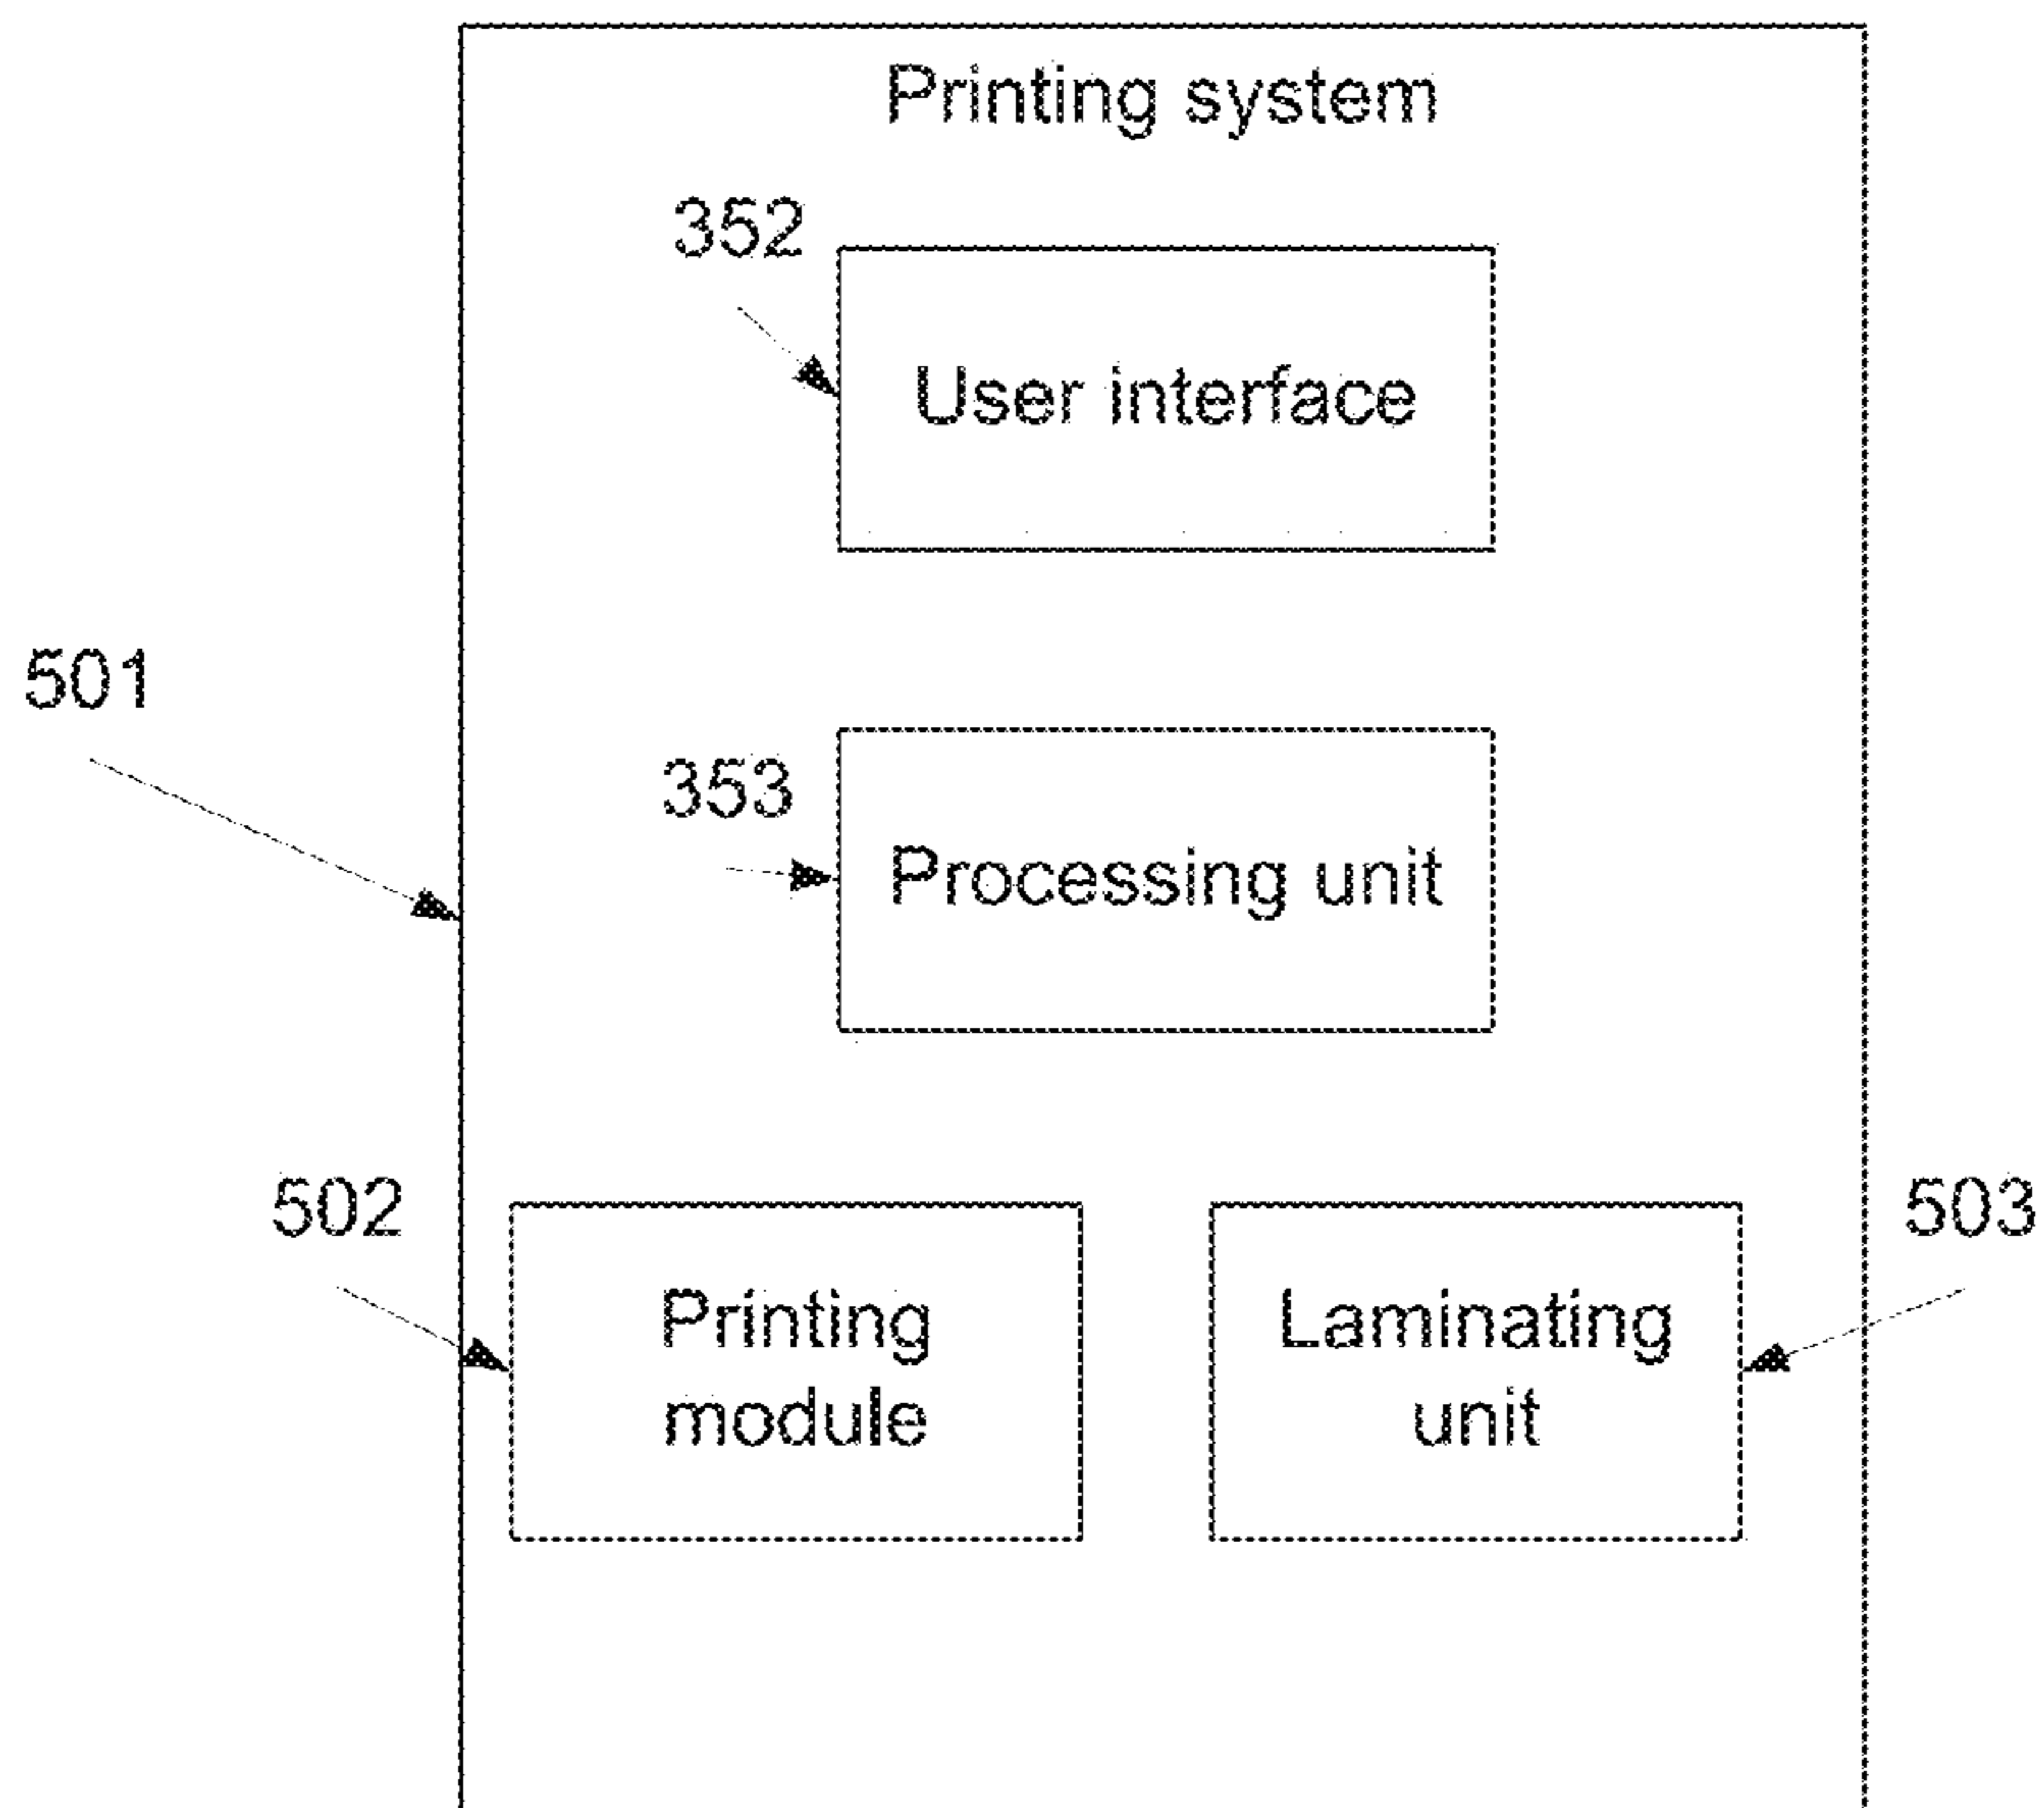 Printing system
352
User interface
501
353
Processing unit
502
503
Printing
module
Laminating
unit